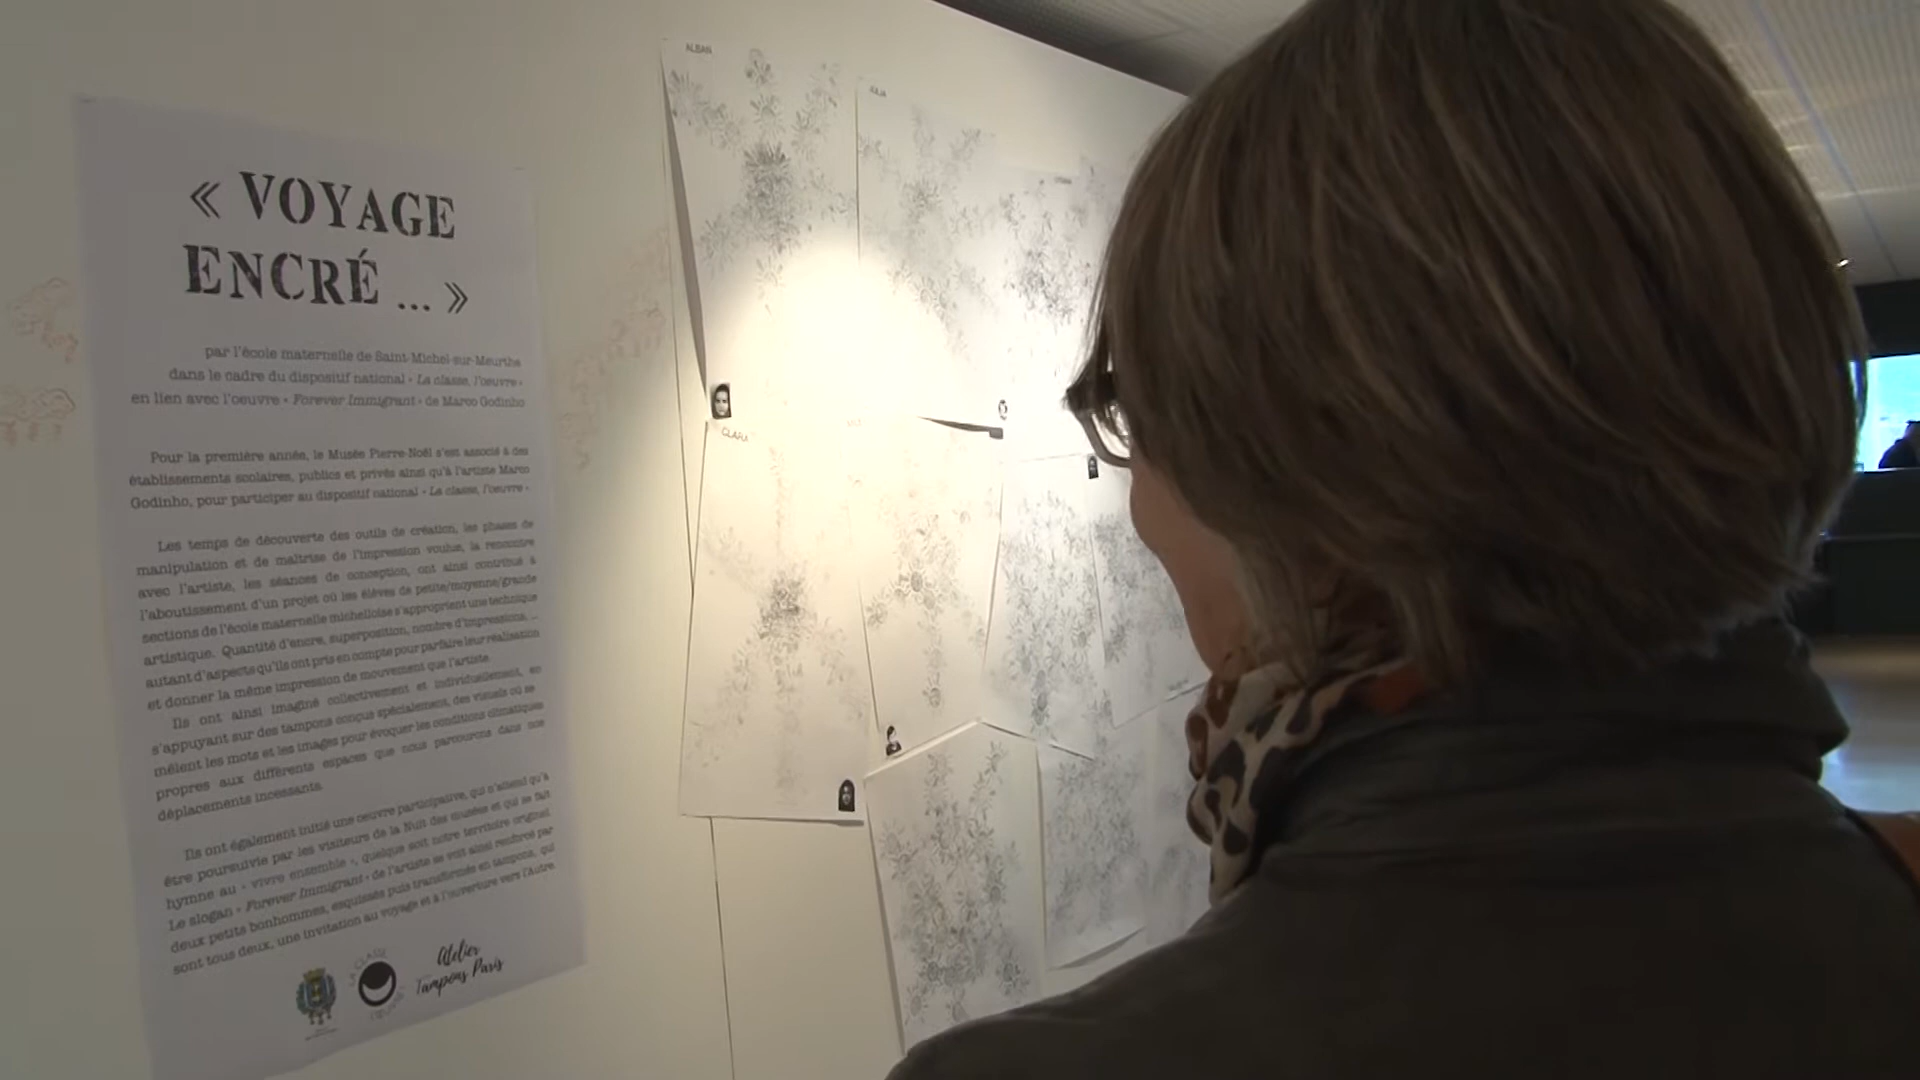 « VOYAGE
ENCRÉ ... »
par l'école maternelle de Saint-Michel-sur-Meurthe
dans le cadre du dispositif national « La classe, l'oeuvre »
en lien avec l'oeuvre « Forever Immigrant » de Marco Godinho
Pour la première année, le Musée Pierre-Noël s'est associé à des
établissements scolaires, publics et privés ainsi qu'à l'artiste Marco
Godinho, pour participer au dispositif national « La classe, l'oeuvre »
Les temps de découverte des outils de création, les phases de
manipulation et de maîtrise de l'impression voulue, la rencontre
avec l'artiste, les séances de conception, ont ainsi contribué à
l'aboutissement d'un projet où les élèves de petite/moyenne/grande
sections de l'école maternelle micheloise s'approprient une technique
artistique. Quantité d'encre, superposition, nombre d'impressions, ...
autant d'aspects qu'ils ont pris en compte pour parfaire leur réalisation
et donner la même impression de mouvement que l'artiste.
Ils ont ainsi imaginé collectivement et individuellement, en
s'appuyant sur des tampons conçus spécialement, des visuels où se
mêlent les mots et les images pour évoquer les conditions climatiques
propres aux différents espaces que nous parcourons dans nos
déplacements incessants.
Ils ont également initié une oeuvre participative, qui n'attend qu'à
être poursuivie par les visiteurs de la Nuit des musées et qui se fait
hymne au « vivre ensemble », quelque soit notre territoire originel.
Le slogan « Forever Immigrant » de l'artiste se voit ainsi renforcé par
deux petits bonhommes, esquissés puis transformés en tampons, qui
sont tous deux, une invitation au voyage et à l'ouverture vers l'Autre.
LA CLASSE
L'OEUVRE
Atelier
Tampons Paris
ALBAN
JULIA
CLARA